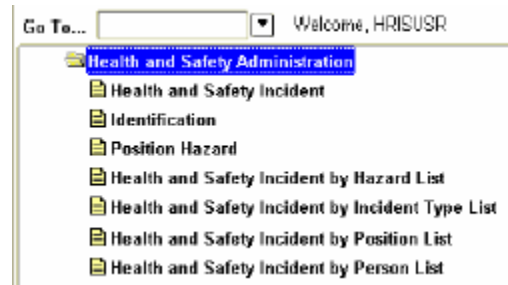 Go To... Welcome, HRISUSR
Health and Safety Administration
Health and Safety Incident
Identification
Position Hazard
Health and Safety Incident by Hazard List
Health and Safety Incident by Incident Type List
Health and Safety Incident by Position List
Health and Safety Incident by Person List